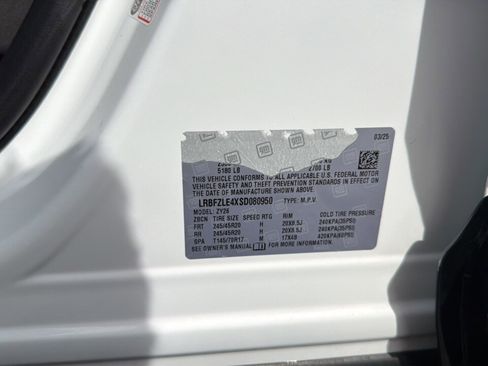 03/25
5180 LB 2700 LB
THIS VEHICLE CONFORMS TO ALL APPLICABLE U.S. FEDERAL MOTOR
VEHICLE SAFETY AND THEFT PREVENTION STANDARDS IN EFFECT ON THE DATE OF
MANUFACTURE SHOWN ABOVE.
LRBFZLE4XSD080950 TYPE: M.P.V.
MODEL: ZY26
ZBCN TIRE SIZE SPEED RTG RIM COLD TIRE PRESSURE
FRT 245/45R20 H 20X8.5J 240KPA(35PSI)
RR 245/45R20 H 20X8.5J 240KPA(35PSI)
SPA T145/70R17 M 17X4B 420KPA(60PSI)
SEE OWNER'S MANUAL FOR MORE INFORMATION.